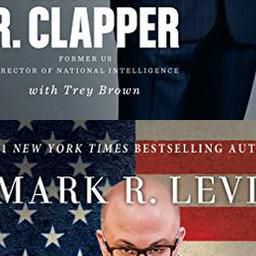 R. CLAPPER
FORMER US
RECTOR OF NATIONAL INTELLIGENCE
with Trey Brown
#1 NEW YORK TIMES BESTSELLING AUT
MARK R. LEVI